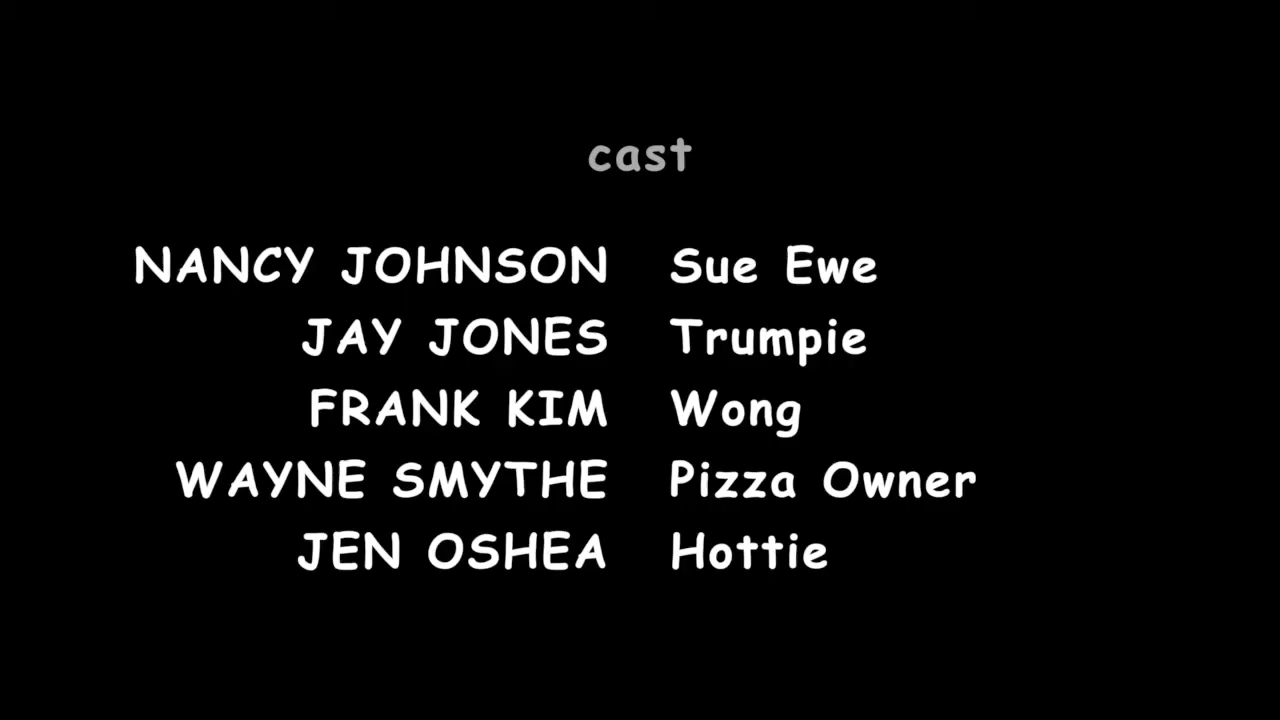 cast
NANCY JOHNSON Sue Ewe
JAY JONES Trumpie
FRANK KIM Wong
WAYNE SMYTHE Pizza Owner
JEN OSHEA Hottie